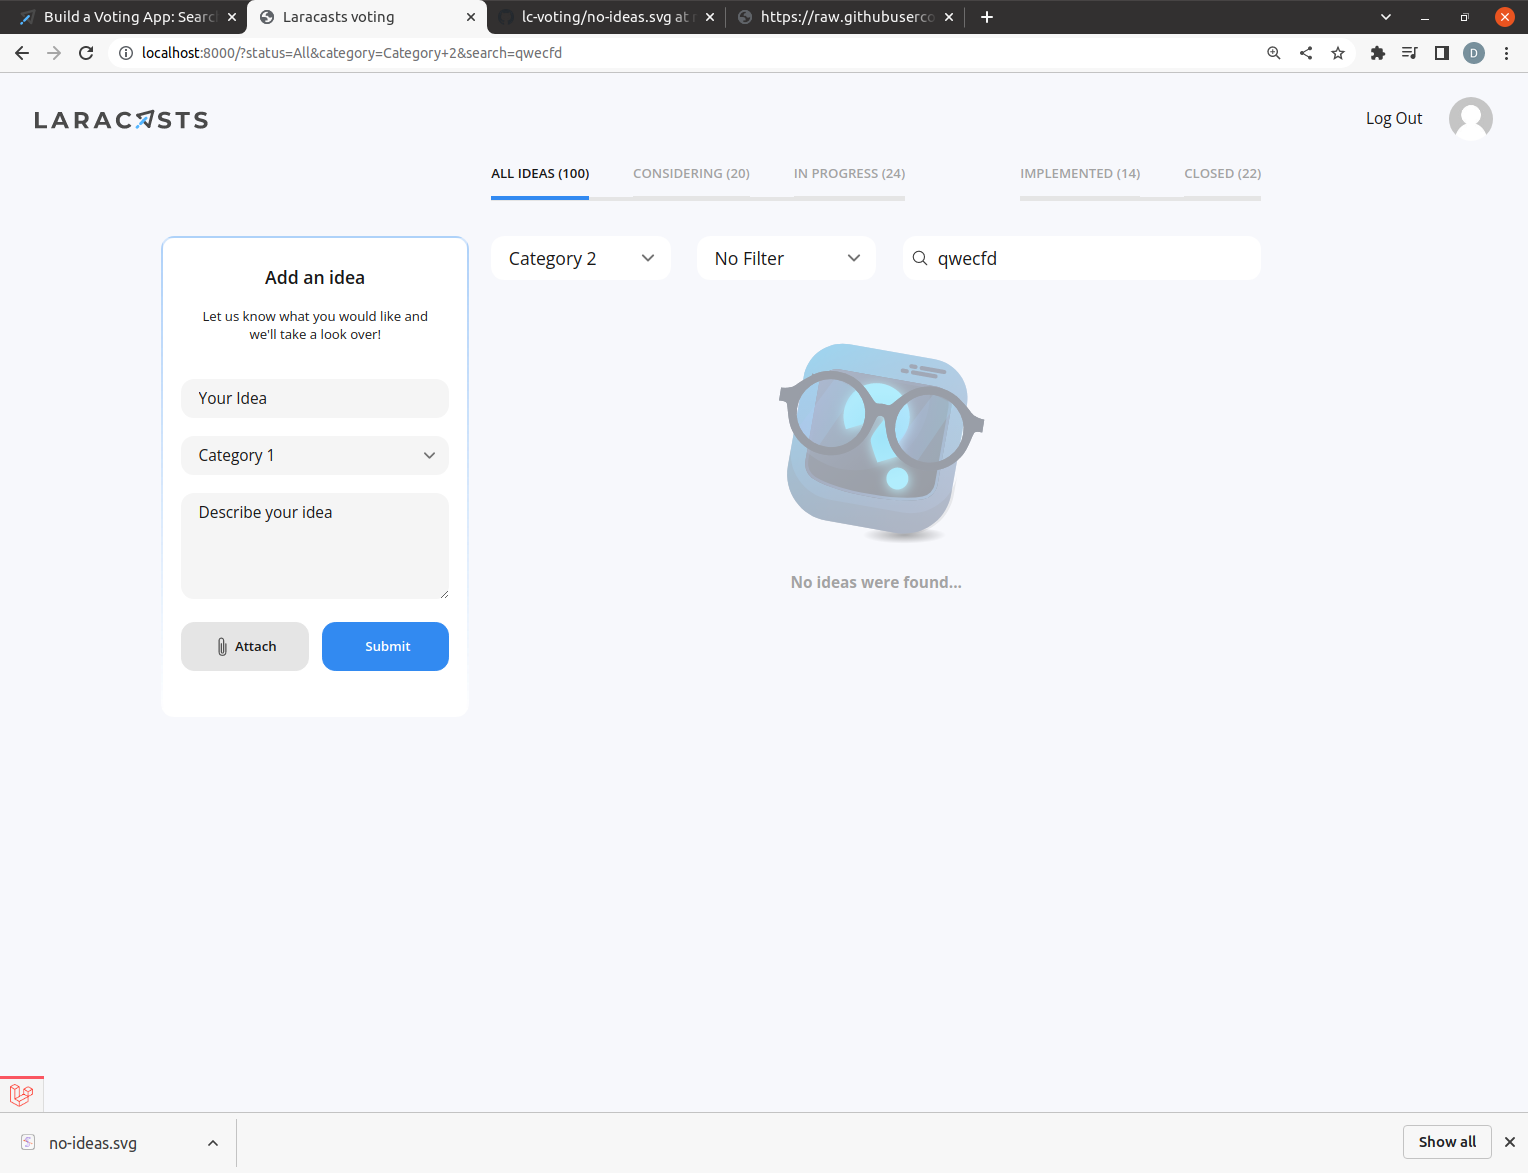 Build a Voting App: Searc
Laracasts voting
lc-voting/no-ideas.svg at
https://raw.githubuserco
localhost:8000/?status=All&category=Category+2&search=qwecfd
D
LARACASTS
Log Out
ALL IDEAS (100)
CONSIDERING (20)
IN PROGRESS (24)
IMPLEMENTED (14)
CLOSED (22)
Add an idea
Let us know what you would like and
we'll take a look over!
Your Idea
Category 1
Describe your idea
Attach
Submit
Category 2
No Filter
qwecfd
No ideas were found...
no-ideas.svg
Show all